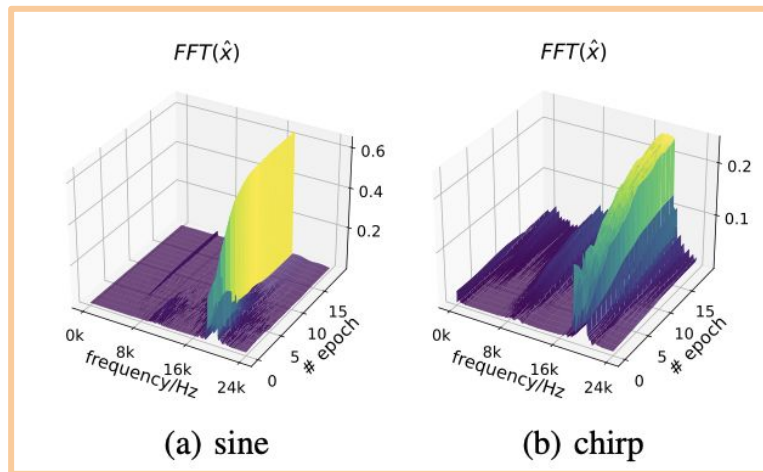 FFT(x̂)
0.6
0.4
0.2
15
10
5
0
# epoch
0k
8k
16k
24k
frequency/Hz
(a) sine
FFT(x̂)
0.2
0.1
15
10
5
0
# epoch
0k
8k
16k
24k
frequency/Hz
(b) chirp